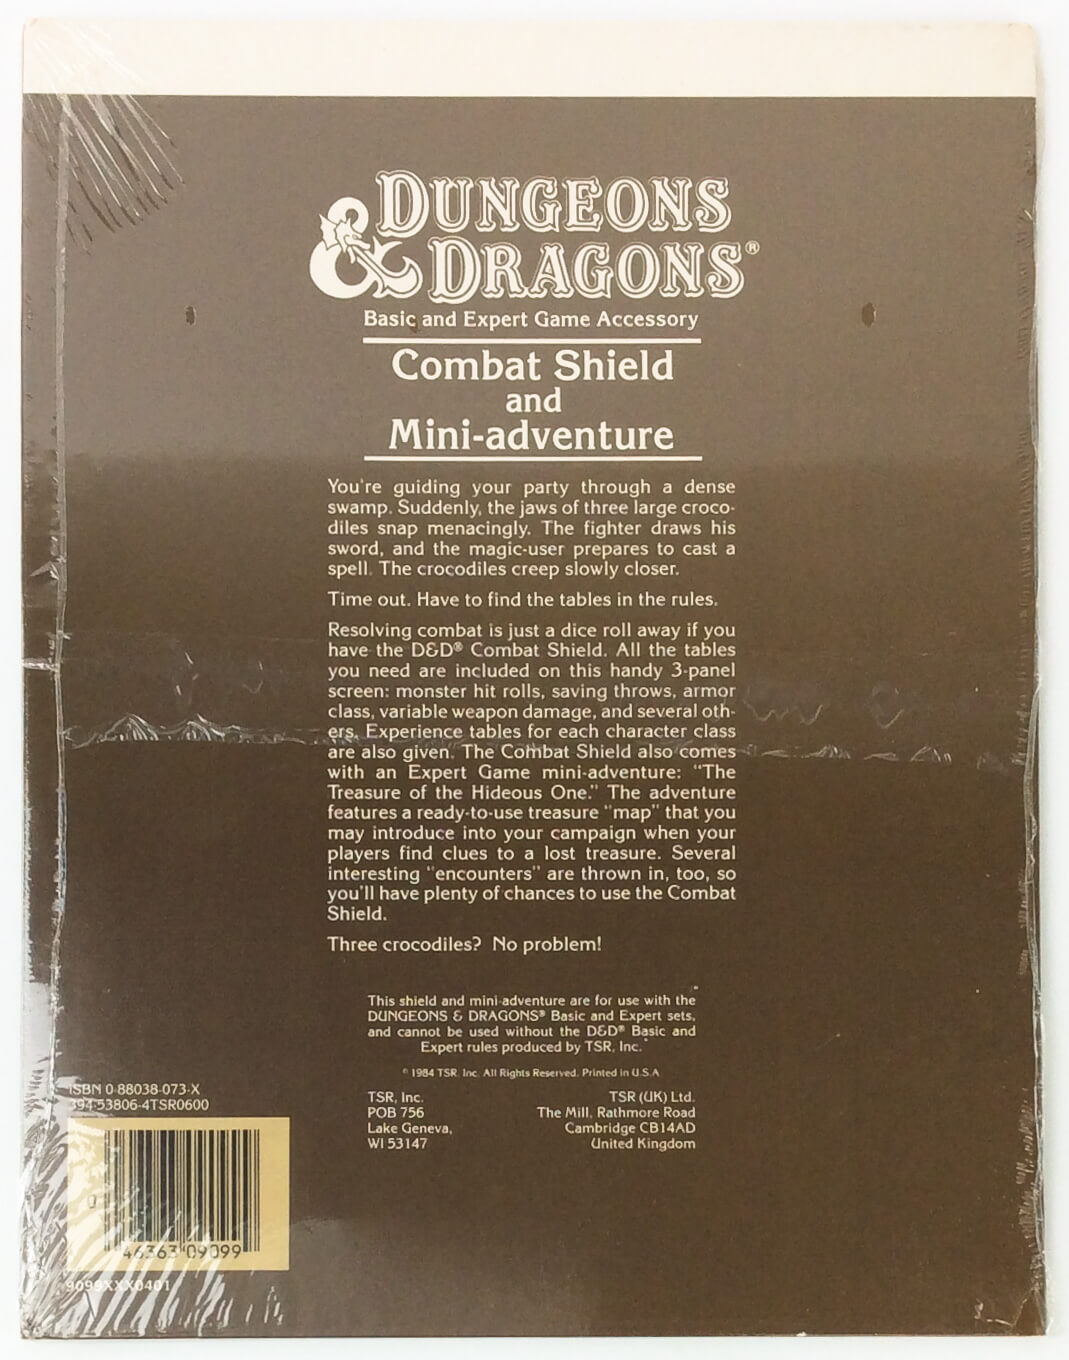 DUNGEONS
& DRAGONS®
Basic and Expert Game Accessory
Combat Shield
and
Mini-adventure
You're guiding your party through a dense
swamp. Suddenly, the jaws of three large croco-
diles snap menacingly. The fighter draws his
sword, and the magic-user prepares to cast a
spell. The crocodiles creep slowly closer.
Time out. Have to find the tables in the rules.
Resolving combat is just a dice roll away if you
have the D&D® Combat Shield. All the tables
you need are included on this handy 3-panel
screen: monster hit rolls, saving throws, armor
class, variable weapon damage, and several oth-
ers. Experience tables for each character class
are also given. The Combat Shield also comes
with an Expert Game mini-adventure: "The
Treasure of the Hideous One." The adventure
features a ready-to-use treasure "map" that you
may introduce into your campaign when your
players find clues to a lost treasure. Several
interesting "encounters" are thrown in, too, so
you'll have plenty of chances to use the Combat
Shield.
Three crocodiles? No problem!
This shield and mini-adventure are for use with the
DUNGEONS & DRAGONS® Basic and Expert sets,
and cannot be used without the D&D® Basic and
Expert rules produced by TSR, Inc.
© 1984 TSR, Inc. All Rights Reserved. Printed in U.S.A.
TSR, Inc.
POB 756
Lake Geneva,
WI 53147
TSR (UK) Ltd.
The Mill, Rathmore Road
Cambridge CB14AD
United Kingdom
ISBN 0-88038-073-X
394-53806-4TSR0600
0
46363 09099
9099XXX0401